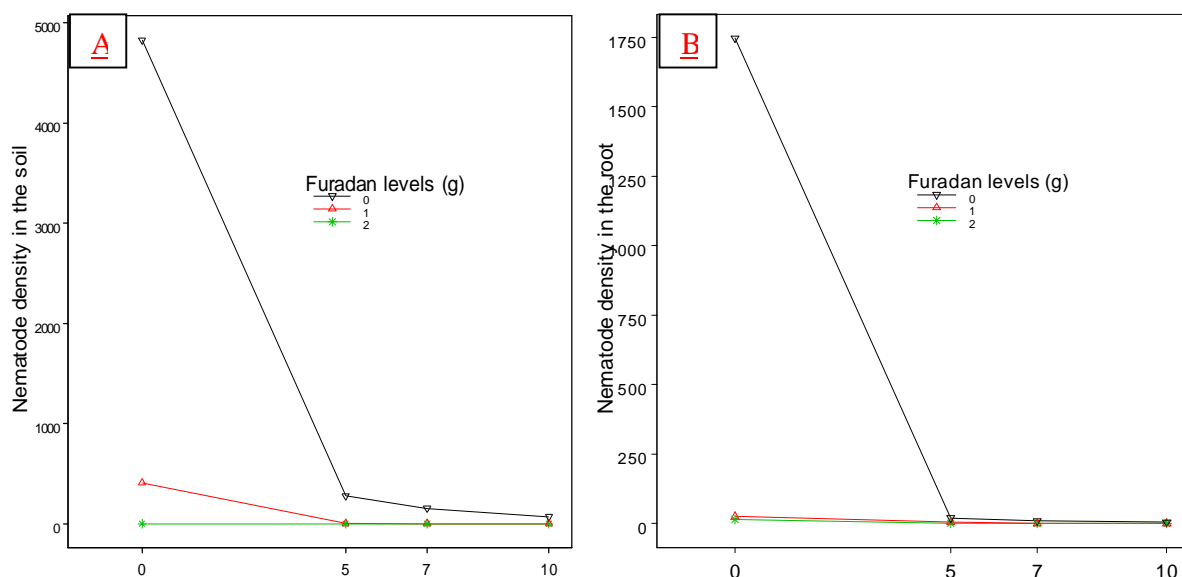 A
5000
4000
3000
2000
1000
0
Nematode density in the soil
Furadan levels (g)
0
1
2
0 5 7 10
B
1750
1500
1250
1000
750
500
250
0
Nematode density in the root
Furadan levels (g)
0
1
2
0 5 7 10